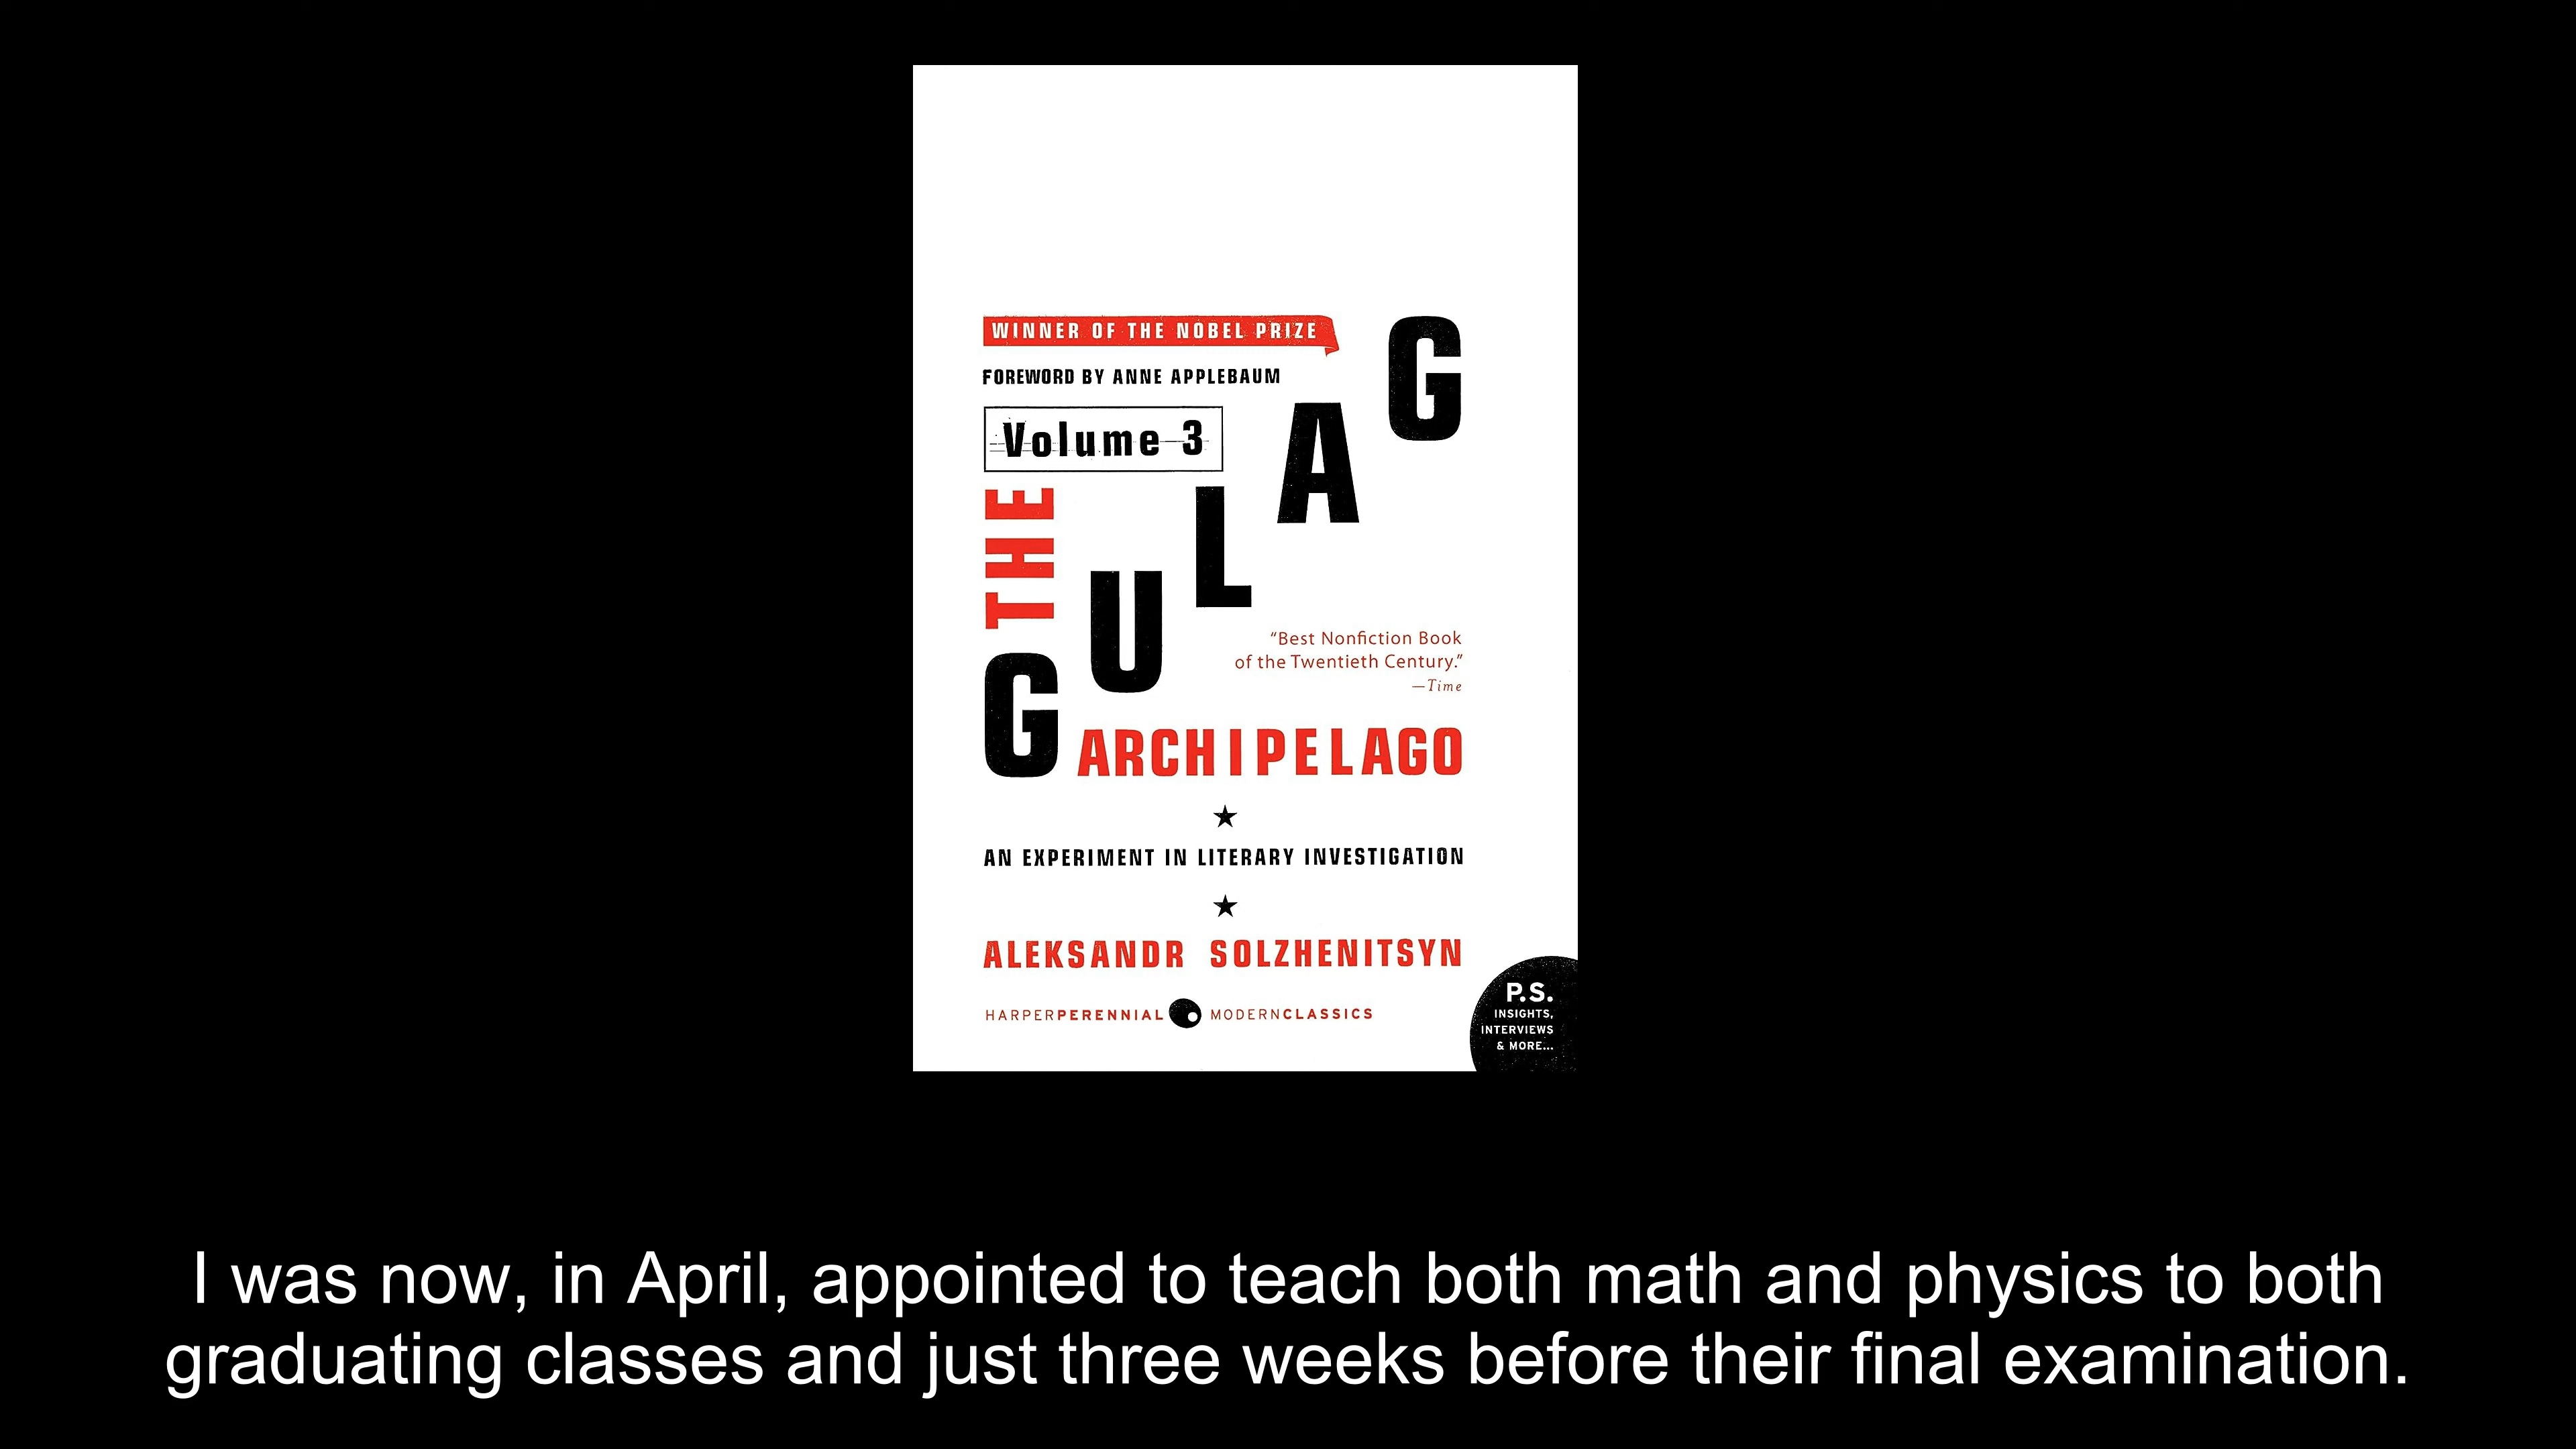 WINNER OF THE NOBEL PRIZE
FOREWORD BY ANNE APPLEBAUM
Volume 3
THE
GULAG
"Best Nonfiction Book
of the Twentieth Century."
—Time
ARCHIPELAGO
AN EXPERIMENT IN LITERARY INVESTIGATION
ALEKSANDR SOLZHENITSYN
HARPERPERENNIAL MODERNCLASSICS
P.S.
INSIGHTS,
INTERVIEWS
& MORE...
I was now, in April, appointed to teach both math and physics to both
graduating classes and just three weeks before their final examination.